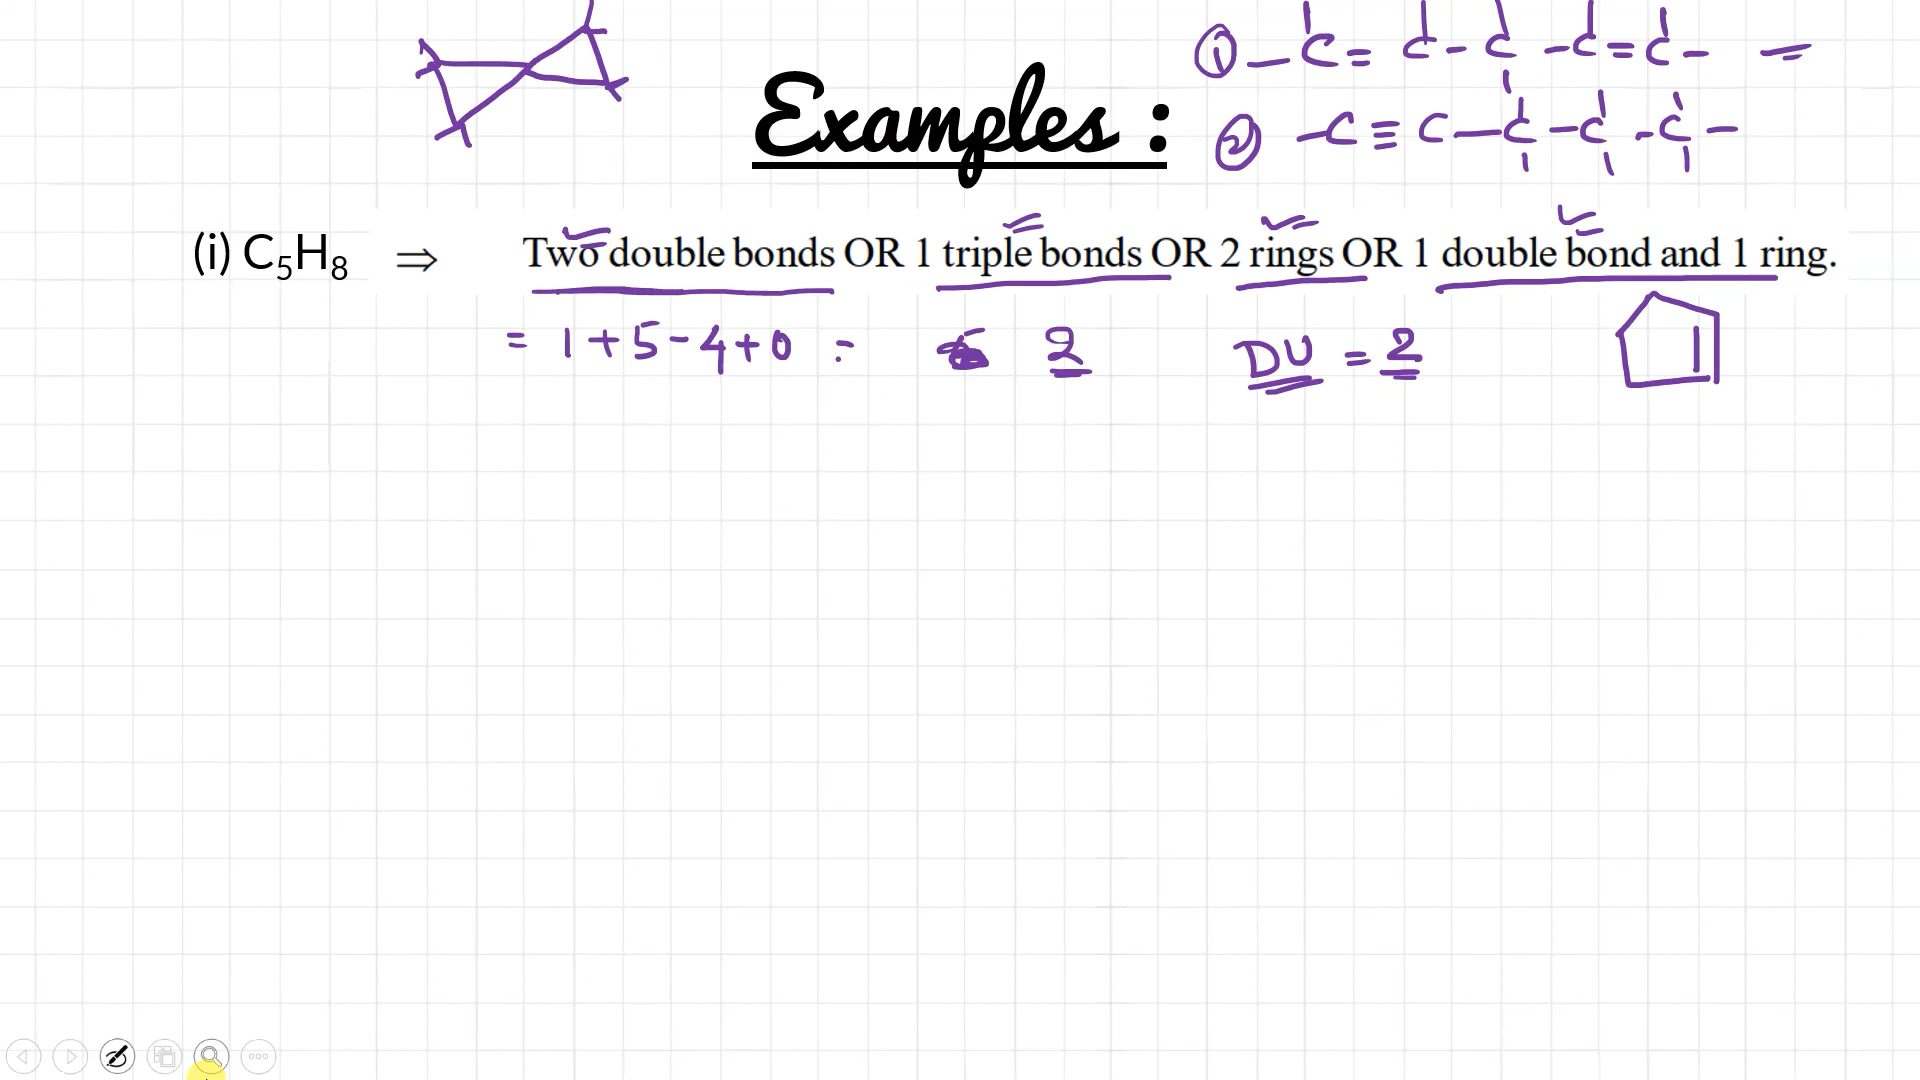 ① – C = C – C – C = C –
Examples :
② – C ≡ C – C – C – C –
(i) C₅H₈ ⇒ Two double bonds OR 1 triple bonds OR 2 rings OR 1 double bond and 1 ring.
= 1 + 5 - 4 + 0 = 2 DU = 2